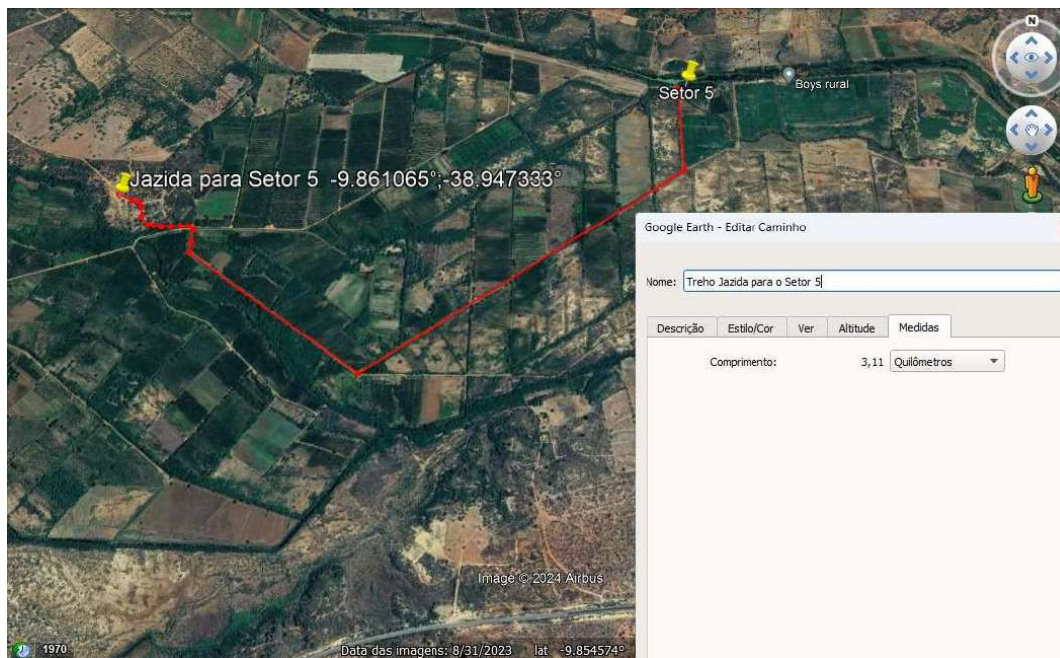 N
Setor 5
Boys rural
Jazida para Setor 5 -9.861065°;-38.947333°
Google Earth - Editar Caminho
Nome: Treho Jazida para o Setor 5
Descrição Estilo/Cor Ver Altitude Medidas
Comprimento: 3,11 Quilômetros
Image © 2024 Airbus
1970 Data das imagens: 8/31/2023 lat -9.854574°